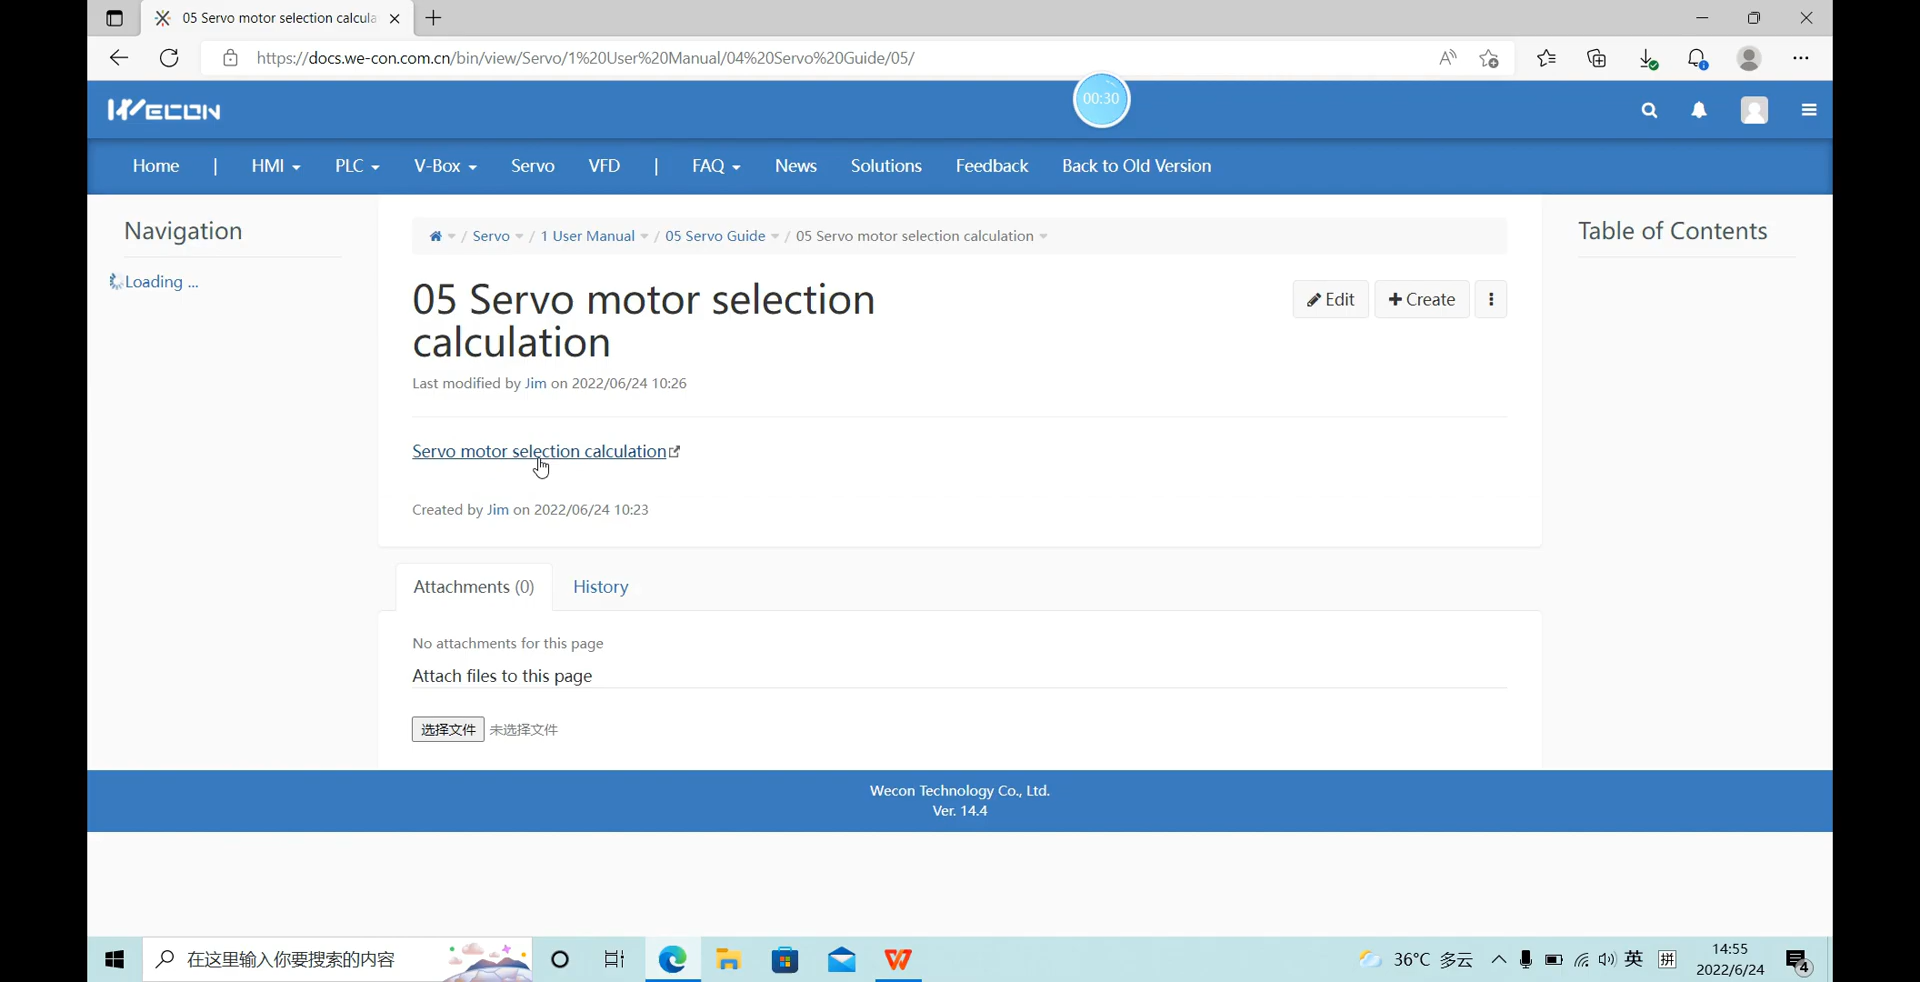 05 Servo motor selection calcula
https://docs.we-con.com.cn/bin/view/Servo/1%20User%20Manual/04%20Servo%20Guide/05/
WECON
00:30
Home | HMI PLC V-Box Servo VFD | FAQ News Solutions Feedback Back to Old Version
Navigation
Loading ...
/ Servo / 1 User Manual / 05 Servo Guide / 05 Servo motor selection calculation
Table of Contents
05 Servo motor selection
calculation
Edit
Create
Last modified by Jim on 2022/06/24 10:26
Servo motor selection calculation
Created by Jim on 2022/06/24 10:23
Attachments (0)
History
No attachments for this page
Attach files to this page
选择文件 未选择文件
Wecon Technology Co., Ltd.
Ver. 14.4
在这里输入你要搜索的内容
36°C 多云
英
拼
14:55
2022/6/24
4